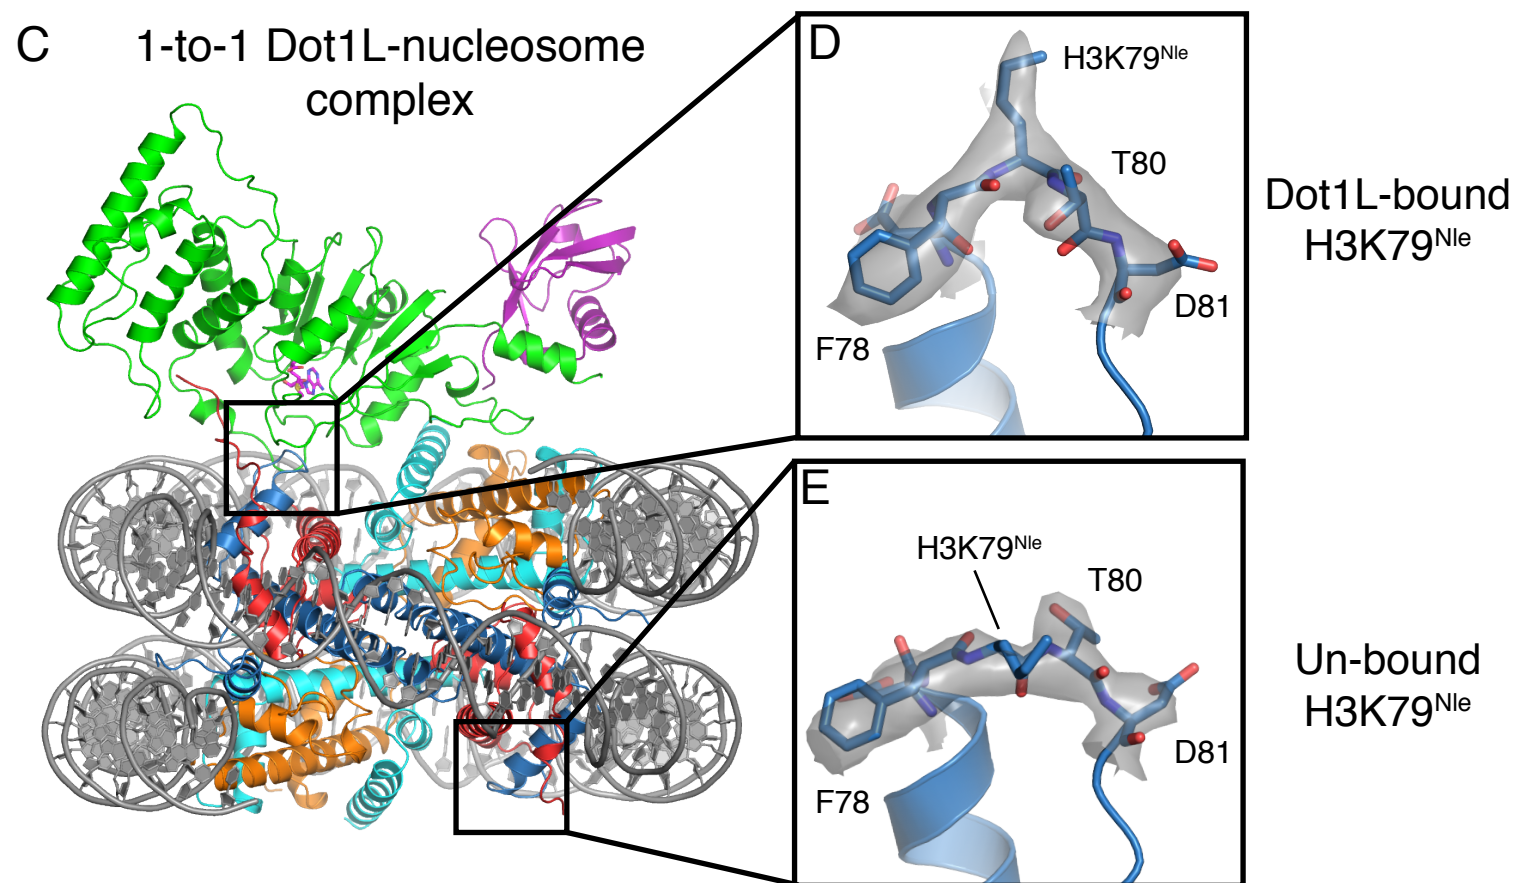 C
1-to-1 Dot1L-nucleosome
complex
D
H3K79Nle
T80
D81
F78
Dot1L-bound
H3K79Nle
E
H3K79Nle
T80
D81
F78
Un-bound
H3K79Nle